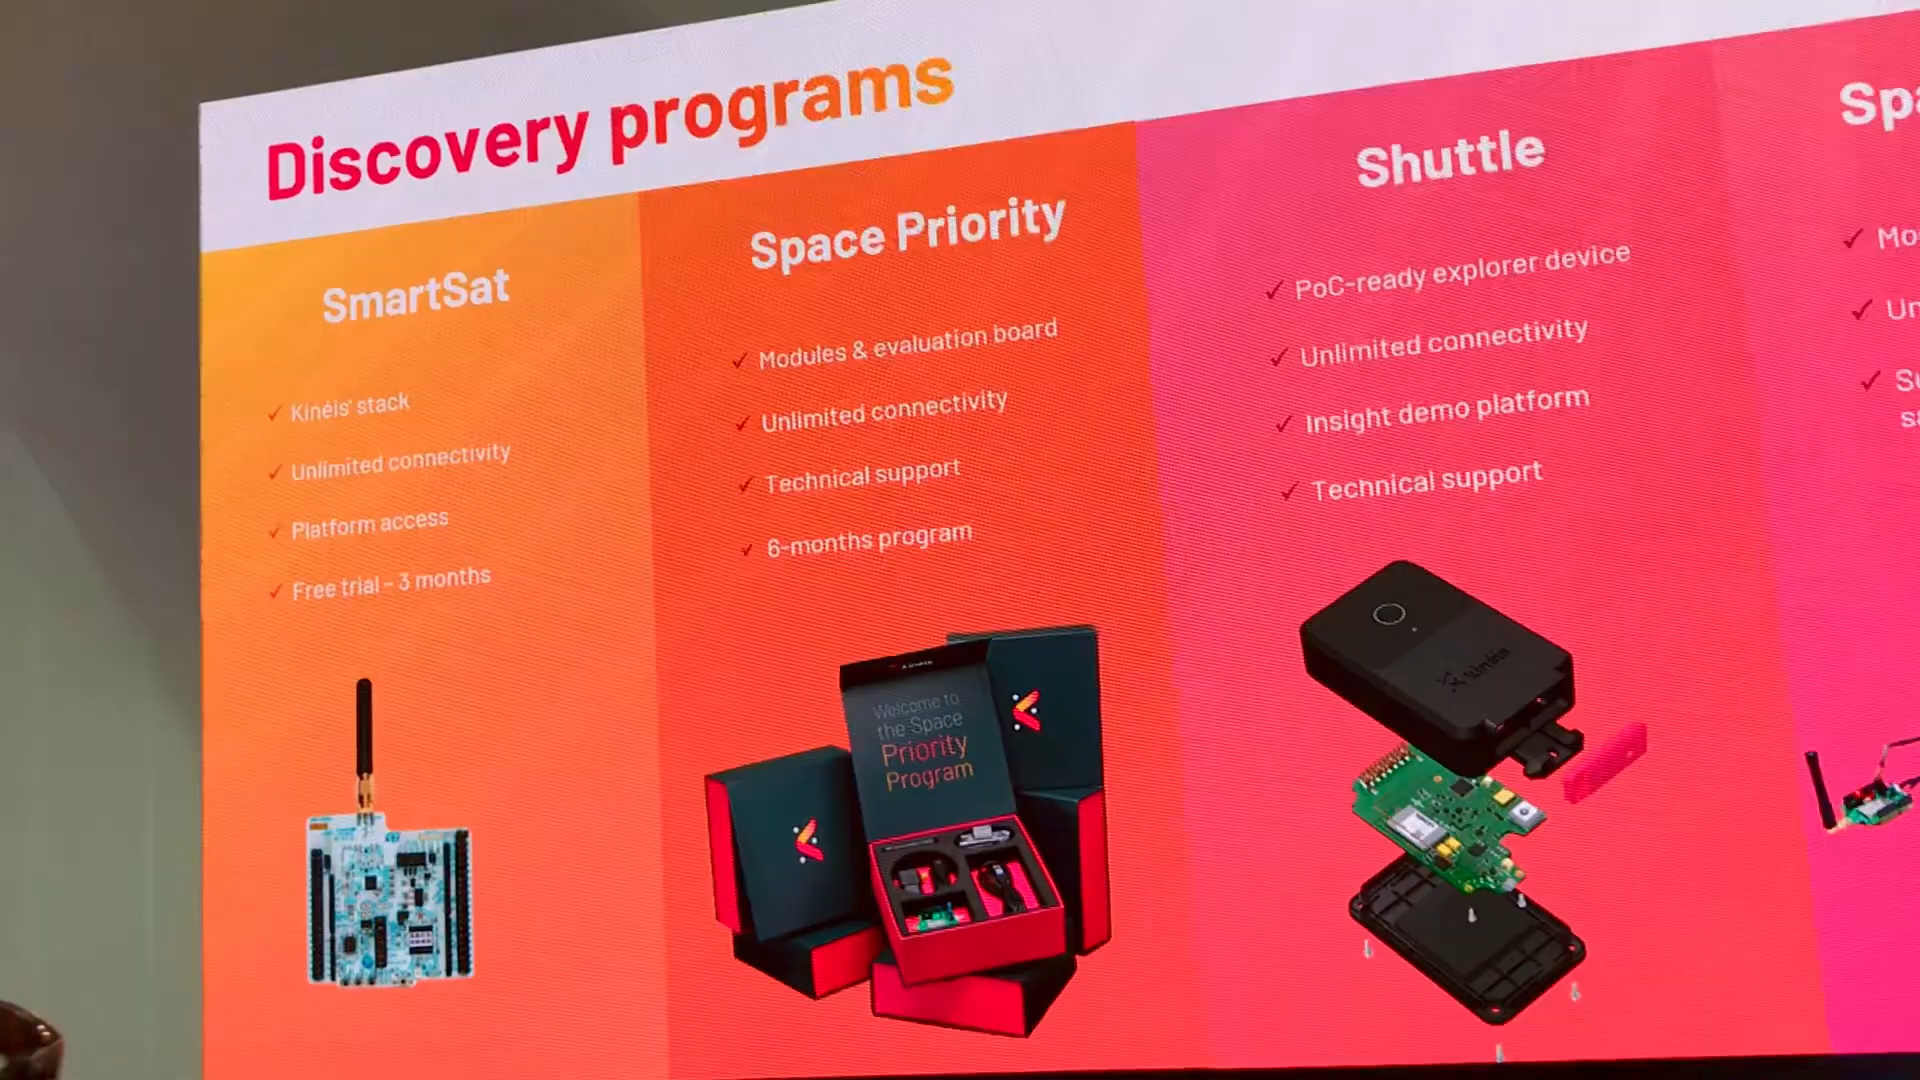 Discovery programs
SmartSat
✓ Kinéis' stack
✓ Unlimited connectivity
✓ Platform access
✓ Free trial - 3 months
Space Priority
✓ Modules & evaluation board
✓ Unlimited connectivity
✓ Technical support
✓ 6-months program
Welcome to
the Space
Priority
Program
Shuttle
✓ PoC-ready explorer device
✓ Unlimited connectivity
✓ Insight demo platform
✓ Technical support